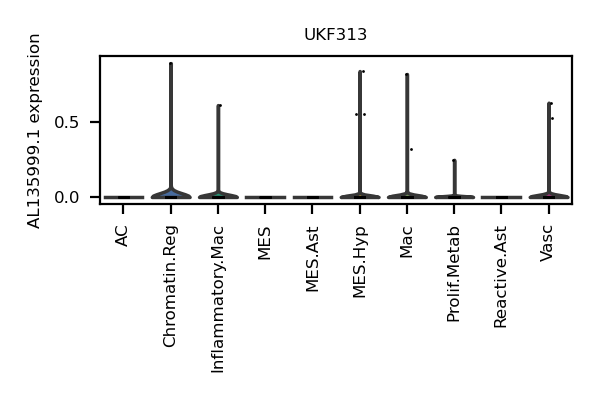 UKF313
AL135999.1 expression
0.5
0.0
AC
Chromatin.Reg
Inflammatory.Mac
MES
MES.Ast
MES.Hyp
Mac
Prolif.Metab
Reactive.Ast
Vasc